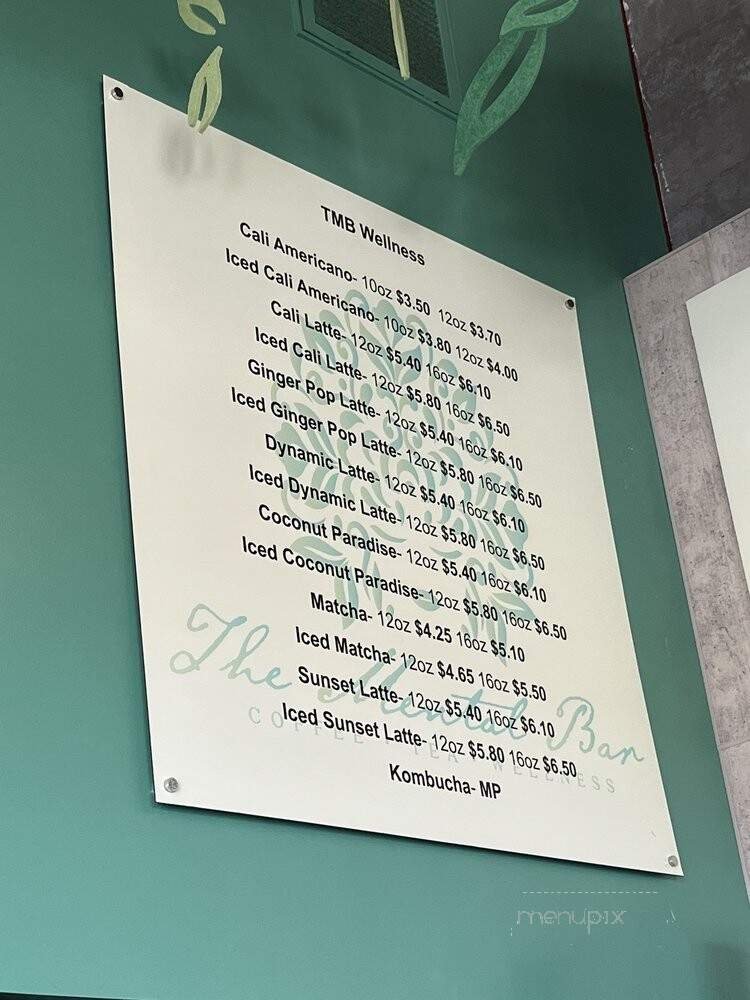 TMB Wellness
Cali Americano- 10oz $3.50 12oz $3.70
Iced Cali Americano- 10oz $3.80 12oz $4.00
Cali Latte- 12oz $5.40 16oz $6.10
Iced Cali Latte- 12oz $5.80 16oz $6.50
Ginger Pop Latte- 12oz $5.40 16oz $6.10
Iced Ginger Pop Latte- 12oz $5.80 16oz $6.50
Dynamic Latte- 12oz $5.40 16oz $6.10
Iced Dynamic Latte- 12oz $5.80 16oz $6.50
Coconut Paradise- 12oz $5.40 16oz $6.10
Iced Coconut Paradise- 12oz $5.80 16oz $6.50
Matcha- 12oz $4.25 16oz $5.10
Iced Matcha- 12oz $4.65 16oz $5.50
Sunset Latte- 12oz $5.40 16oz $6.10
Iced Sunset Latte- 12oz $5.80 16oz $6.50
Kombucha- MP
The Mental Bar
COFFEE TEA WELLNESS
menupix